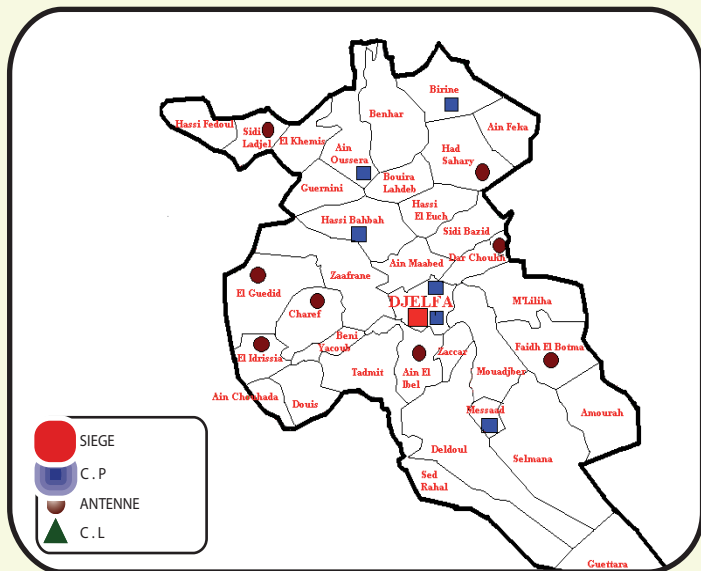 Birine
Benhar
Hassi Fedoul
Sidi
Ladjel
El Khemis
Ain Feka
Ain
Oussera
Had
Sahary
Guernini
Bouira
Lahdeb
Hassi
El Euch
Hassi Bahbah
Sidi Bazid
Ain Maabed
Dar Choukh
Zaafrane
El Guedid
DJELFA
M'Liliha
Charef
Beni
Yacoub
Zaccar
Faidh El Botma
El Idrissia
Tadmit
Ain El
Ibel
Mouadjber
Ain Chouhada
Douis
Messaad
Amourah
Deldoul
Selmana
Sed
Rahal
Guettara
SIEGE
C.P
ANTENNE
C.L